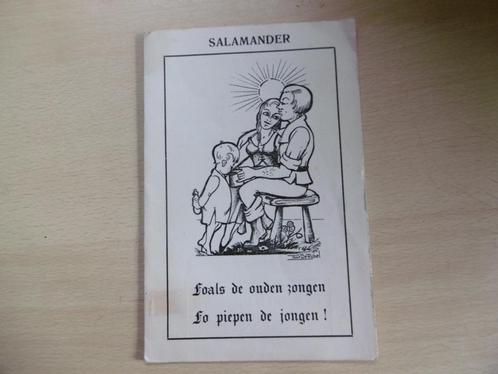 SALAMANDER
Zoals de ouden zongen
Zo piepen de jongen !